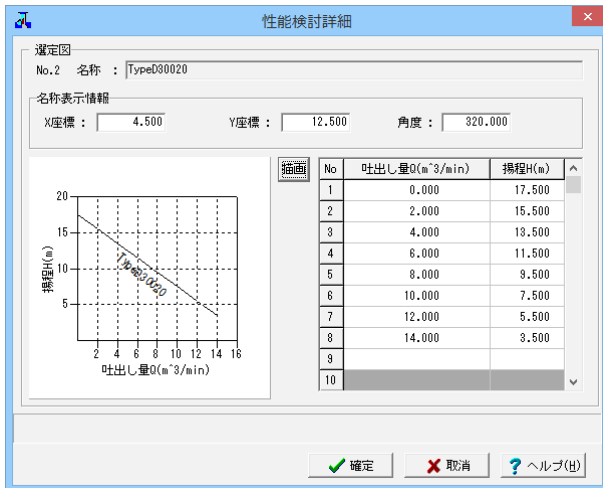 性能検討詳細
選定図
No.2 名称 : TypeD30020
名称表示情報
X座標 : 4.500 Y座標 : 12.500 角度 : 320.000
描画
20
15
10
5
揚程H(m)
TypeD30020
2 4 6 8 10 12 14 16
吐出し量Q(m^3/min)
No 吐出し量Q(m^3/min) 揚程H(m)
1 0.000 17.500
2 2.000 15.500
3 4.000 13.500
4 6.000 11.500
5 8.000 9.500
6 10.000 7.500
7 12.000 5.500
8 14.000 3.500
9
10
確定 取消 ヘルプ(H)